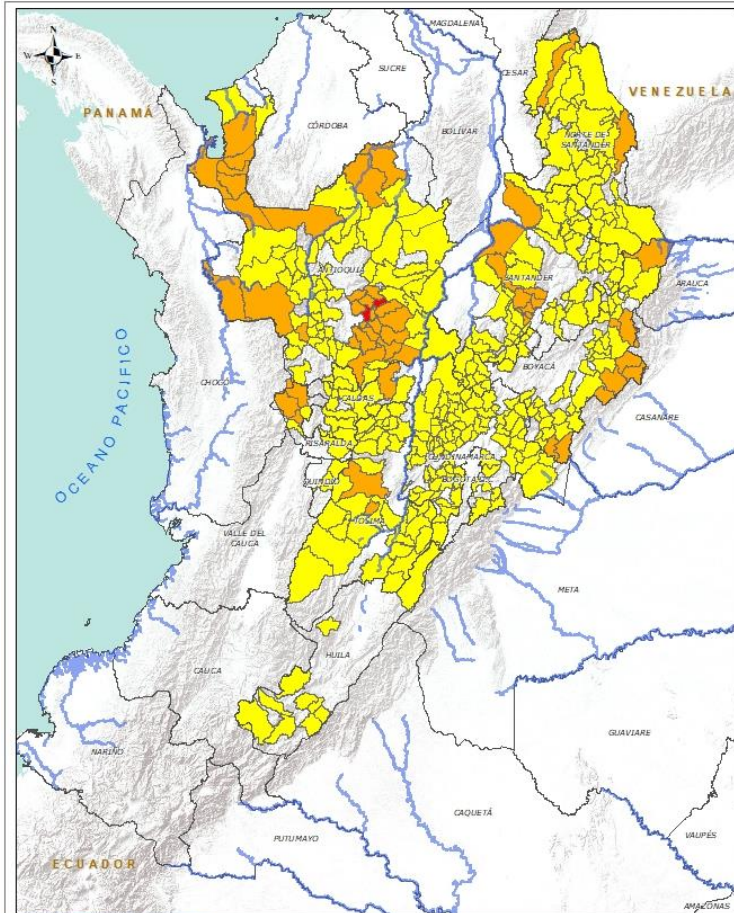 N
W E
S
MAGDALENA
SUCRE
CESAR
VENEZUELA
PANAMÁ
CÓRDOBA
BOLÍVAR
NORTE DE
SANTANDER
ANTIOQUIA
SANTANDER
ARAUCA
BOYACÁ
CHOCÓ
CALDAS
CASANARE
OCEANO PACIFICO
RISARALDA
CUNDINAMARCA
BOGOTÁ D.C.
QUINDIO
TOLIMA
VALLE DEL
CAUCA
META
HUILA
CAUCA
GUAVIARE
NARIÑO
CAQUETÁ
PUTUMAYO
VAUPÉS
ECUADOR
AMAZONAS